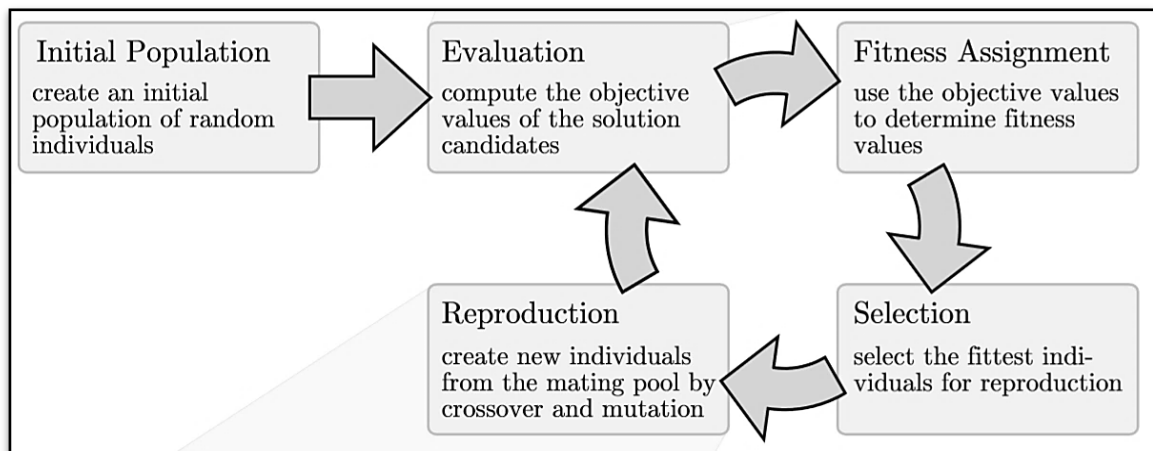 Initial Population
create an initial
population of random
individuals
Evaluation
compute the objective
values of the solution
candidates
Fitness Assignment
use the objective values
to determine fitness
values
Reproduction
create new individuals
from the mating pool by
crossover and mutation
Selection
select the fittest indi-
viduals for reproduction